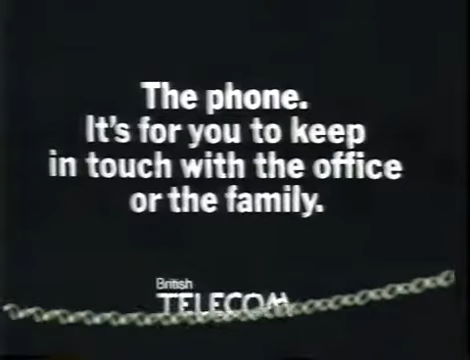 The phone.
It's for you to keep
in touch with the office
or the family.
British
TELECOM